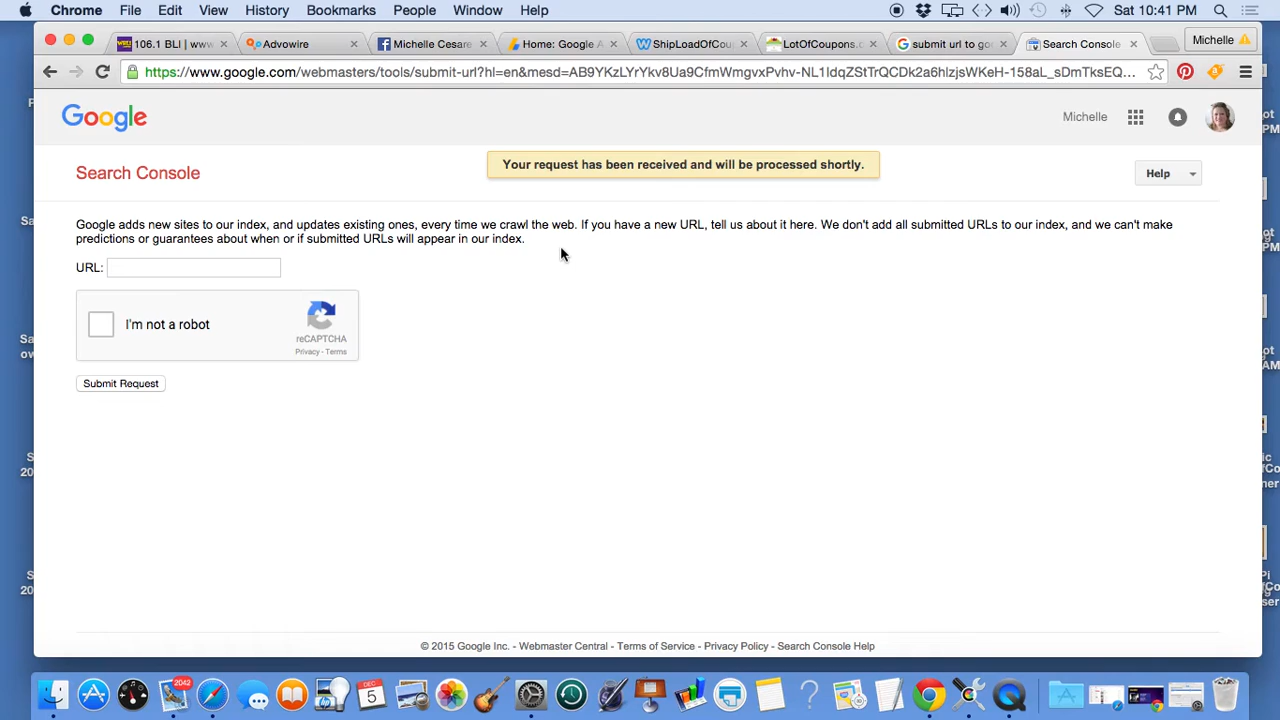 Chrome File Edit View History Bookmarks People Window Help Sat 10:41 PM
106.1 BLI | www Advowire Michelle Cesare Home: Google A ShipLoadOfCou LotOfCoupons.c submit url to go Search Console Michelle
https://www.google.com/webmasters/tools/submit-url?hl=en&mesd=AB9YKzLYrYkv8Ua9CfmWmgvxPvhv-NL1ldqZStTrQCDk2a6hlzjsWKeH-158aL_sDmTksEQ...
Google Michelle
Search Console Your request has been received and will be processed shortly. Help
Google adds new sites to our index, and updates existing ones, every time we crawl the web. If you have a new URL, tell us about it here. We don't add all submitted URLs to our index, and we can't make
predictions or guarantees about when or if submitted URLs will appear in our index.
URL:
I'm not a robot
reCAPTCHA
Privacy - Terms
Submit Request
© 2015 Google Inc. - Webmaster Central - Terms of Service - Privacy Policy - Search Console Help
2042
DEC
5